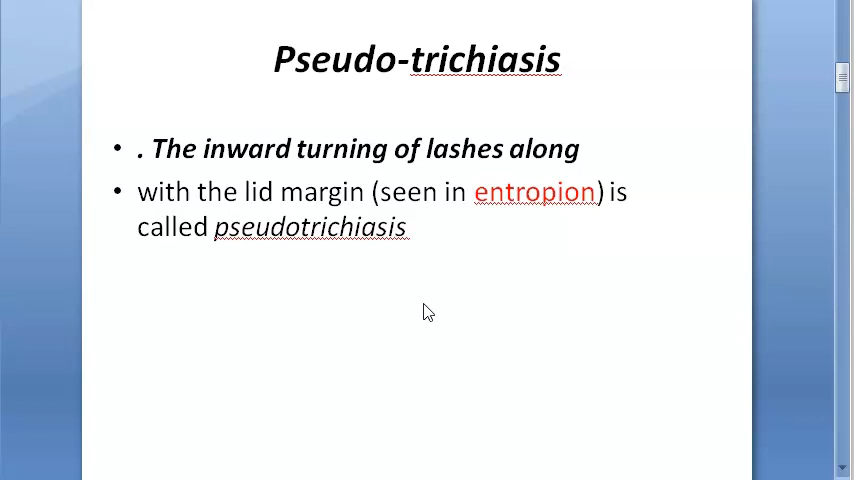 Pseudo-trichiasis
• . The inward turning of lashes along
• with the lid margin (seen in entropion) is
called pseudotrichiasis